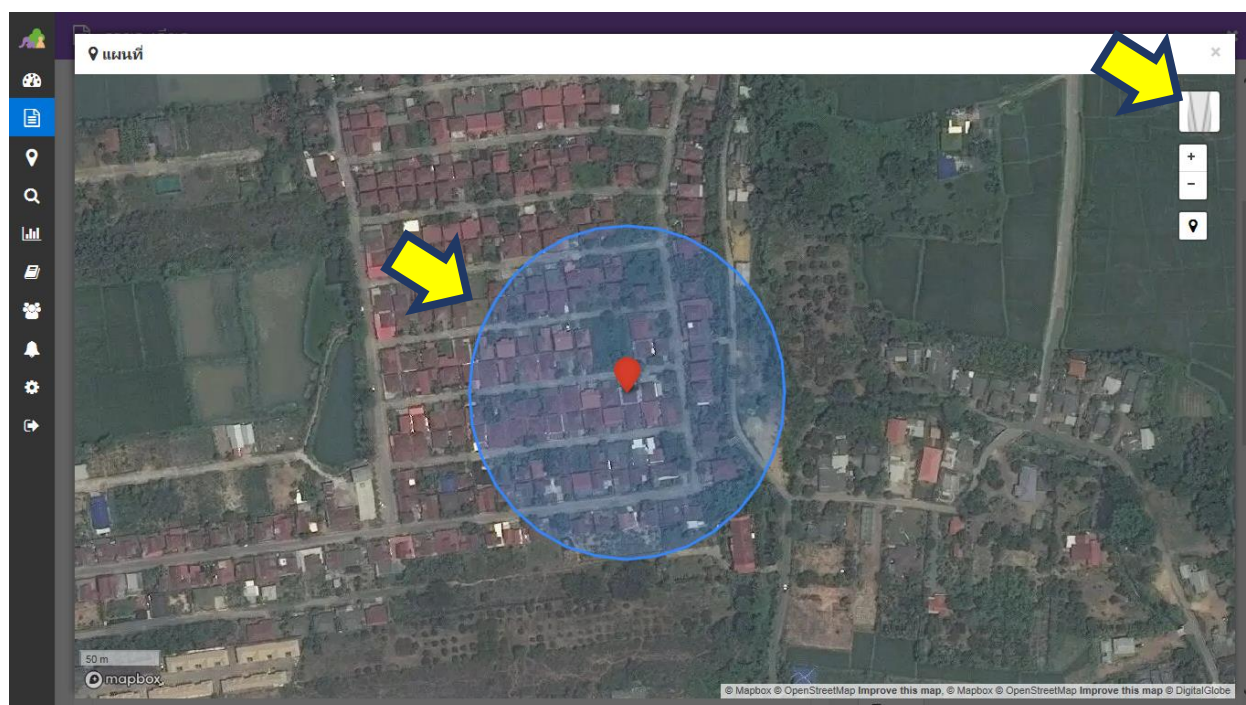 แผนที่
×
+
-
50 m
mapbox
© Mapbox © OpenStreetMap Improve this map, © Mapbox © OpenStreetMap Improve this map © DigitalGlobe